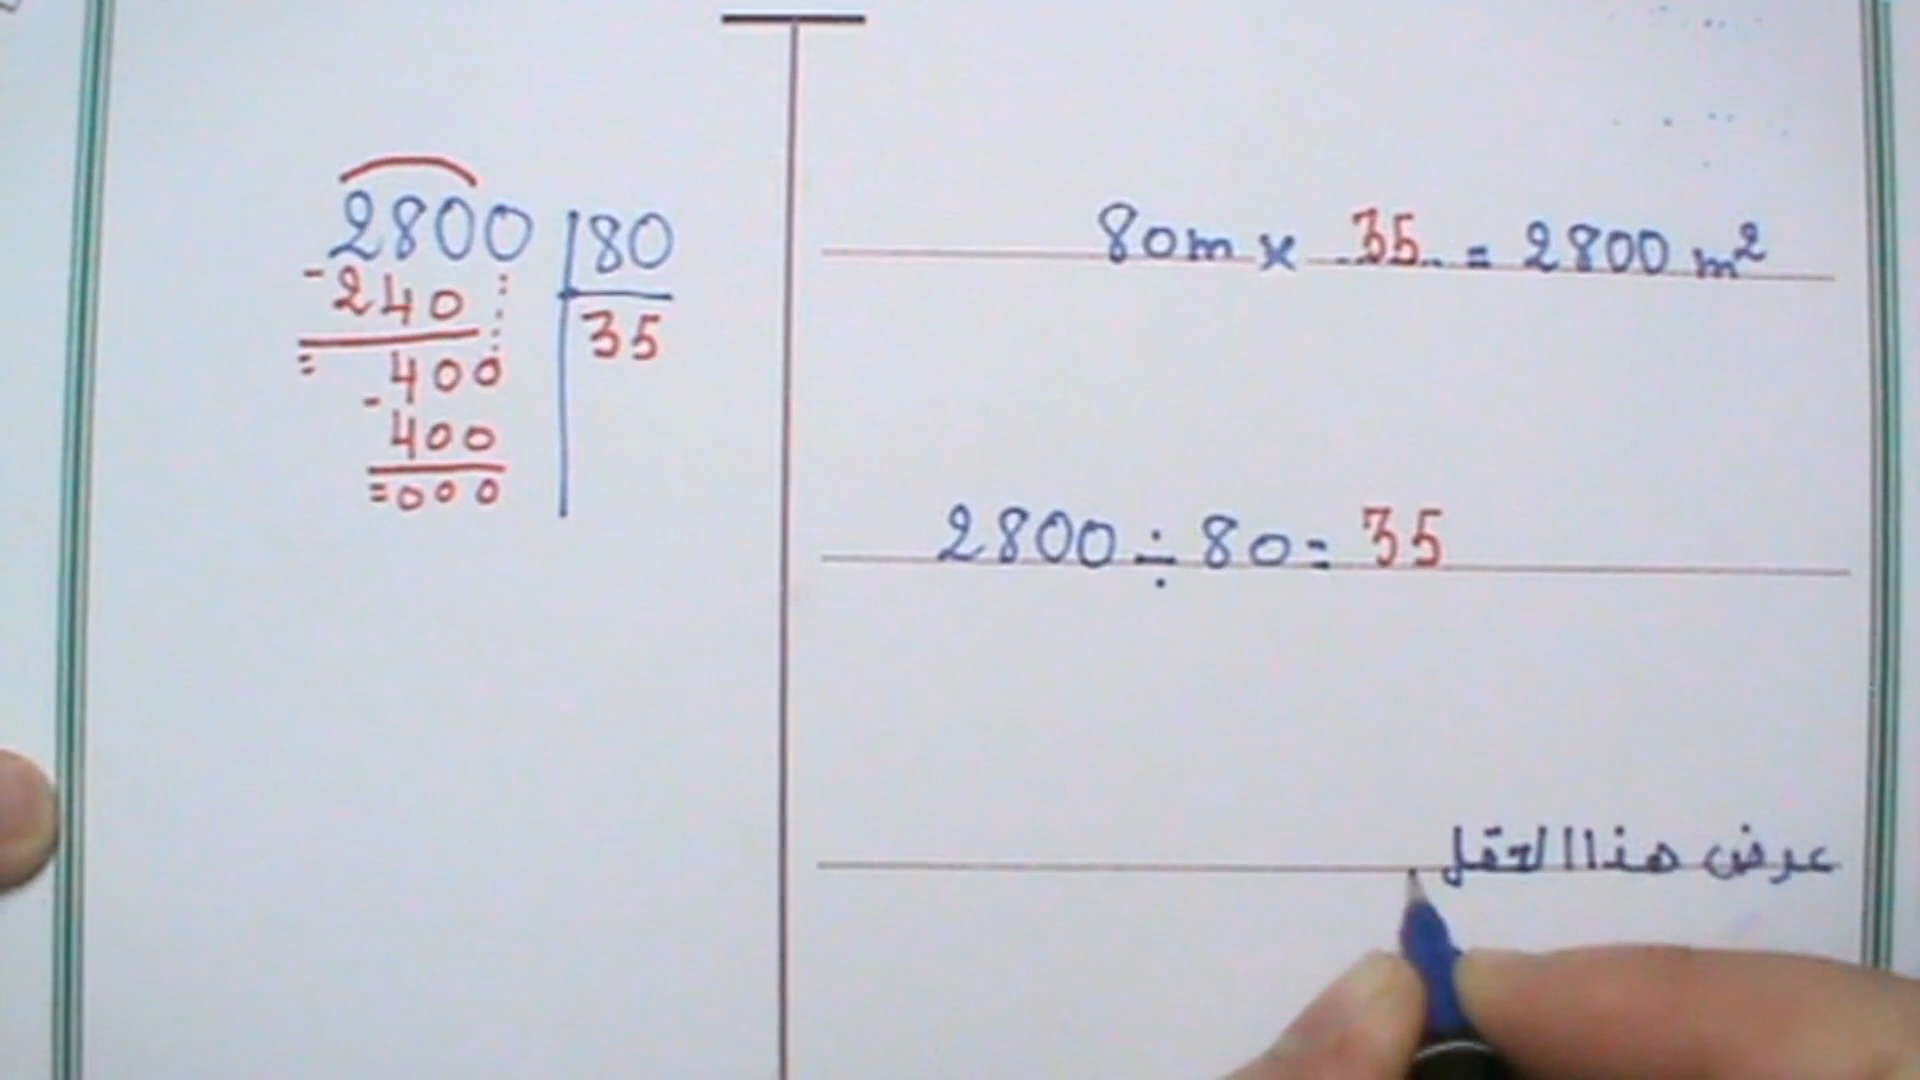 2800 | 80
- 240 | 35
= 400
- 400
= 000
80m × ..35.. = 2800 m²
2800 ÷ 80 = 35
عرض هذا الحقل